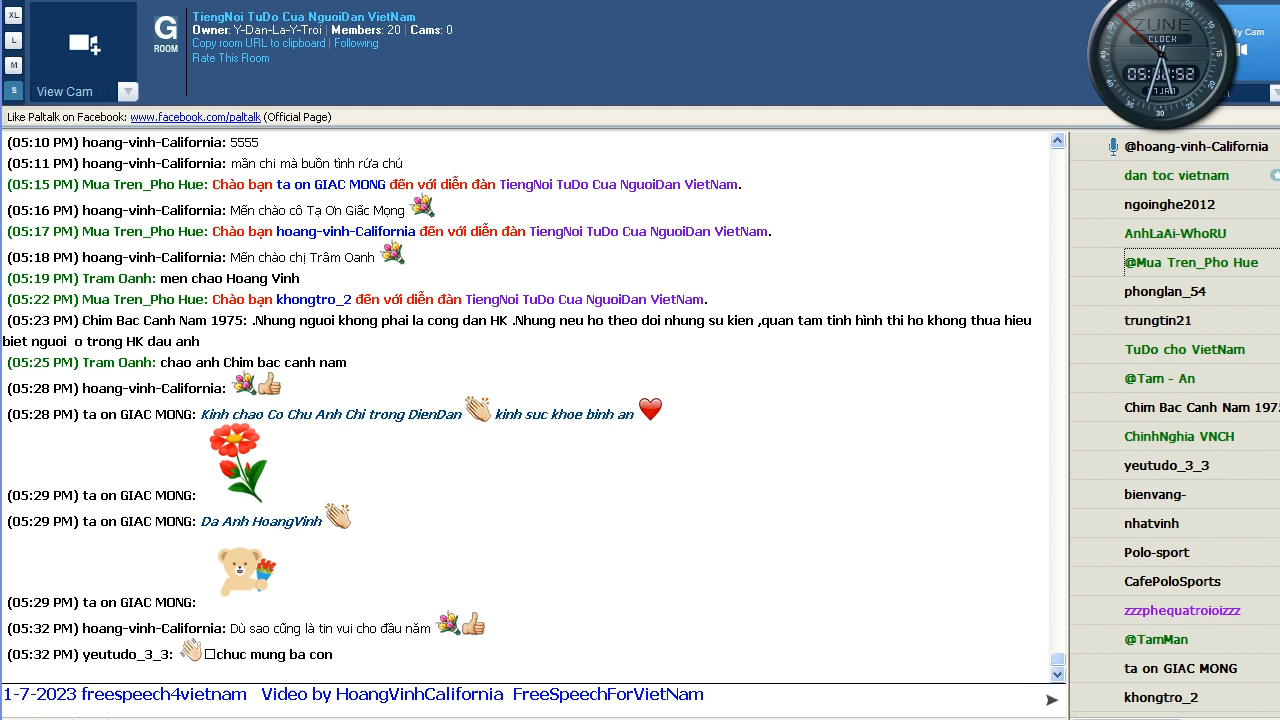 XL
L
M
S
View Cam
G
ROOM
TiengNoi TuDo Cua NguoiDan VietNam
Owner: Y-Dan-La-Y-Troi | Members: 20 | Cams: 0
Copy room URL to clipboard | Following
Rate This Room
ZUNE
CLOCK
My Cam
Like Paltalk on Facebook: www.facebook.com/paltalk (Official Page)
(05:10 PM) hoang-vinh-California: 5555
(05:11 PM) hoang-vinh-California: mần chi mà buồn tình rứa chú
(05:15 PM) Mua Tren_Pho Hue: Chào bạn ta on GIAC MONG đến với diễn đàn TiengNoi TuDo Cua NguoiDan VietNam.
(05:16 PM) hoang-vinh-California: Mến chào cô Tạ Ơn Giấc Mọng
(05:17 PM) Mua Tren_Pho Hue: Chào bạn hoang-vinh-California đến với diễn đàn TiengNoi TuDo Cua NguoiDan VietNam.
(05:18 PM) hoang-vinh-California: Mến chào chị Trâm Oanh
(05:19 PM) Tram Oanh: men chao Hoang Vinh
(05:22 PM) Mua Tren_Pho Hue: Chào bạn khongtro_2 đến với diễn đàn TiengNoi TuDo Cua NguoiDan VietNam.
(05:23 PM) Chim Bac Canh Nam 1975: .Nhung nguoi khong phai la cong dan HK .Nhung neu ho theo doi nhung su kien ,quan tam tinh hình thi ho khong thua hieu
biet nguoi o trong HK dau anh
(05:25 PM) Tram Oanh: chao anh Chim bac canh nam
(05:28 PM) hoang-vinh-California:
(05:28 PM) ta on GIAC MONG: Kinh chao Co Chu Anh Chi trong DienDan kinh suc khoe binh an
(05:29 PM) ta on GIAC MONG:
(05:29 PM) ta on GIAC MONG: Da Anh HoangVinh
(05:29 PM) ta on GIAC MONG:
(05:32 PM) hoang-vinh-California: Dù sao cũng là tin vui cho đầu năm
(05:32 PM) yeutudo_3_3: chuc mung ba con
1-7-2023 freespeech4vietnam Video by HoangVinhCalifornia FreeSpeechForVietNam
@hoang-vinh-California
dan toc vietnam
ngoinghe2012
AnhLaAi-WhoRU
@Mua Tren_Pho Hue
phonglan_54
trungtin21
TuDo cho VietNam
@Tam - An
Chim Bac Canh Nam 1975
ChinhNghia VNCH
yeutudo_3_3
bienvang-
nhatvinh
Polo-sport
CafePoloSports
zzzphequatroioizzz
@TamMan
ta on GIAC MONG
khongtro_2